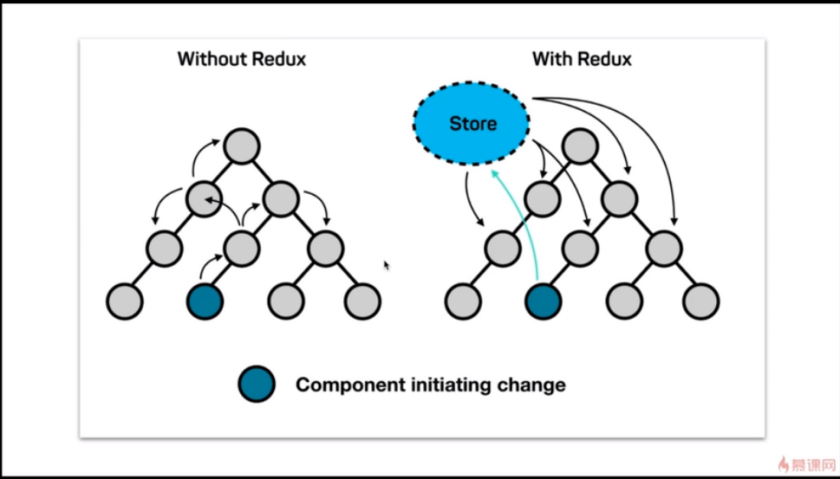 Without Redux
With Redux
Store
Component initiating change
慕课网